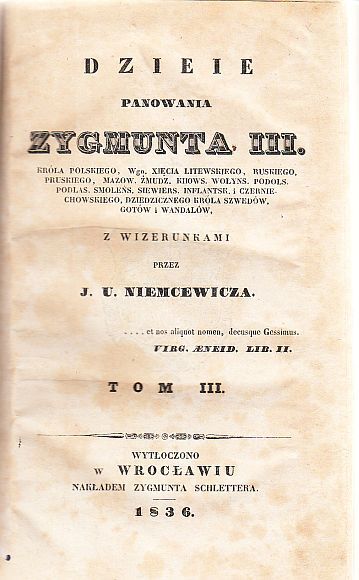 DZIEIE
PANOWANIA
ZYGMUNTA III.
KRÓLA POLSKIEGO, Wgo. XIĘCIA LITEWSKIEGO, RUSKIEGO,
PRUSKIEGO, MAZOW. ŻMUDZ. KIIOWS. WOŁYNS. PODOLS.
PODLAS. SMOLEŃS. SIEWIERS. INFLANTSK. i CZERNIE-
CHOWSKIEGO, DZIEDZICZNEGO KRÓLA SZWEDÓW,
GOTÓW i WANDALÓW,
Z WIZERUNKAMI
PRZEZ
J. U. NIEMCEWICZA.
. . . . et nos aliquot nomen, decusque Gessimus.
VIRG. ÆNEID. LIB. II.
TOM III.
WYTŁOCZONO
w WROCŁAWIU
NAKŁADEM ZYGMUNTA SCHLETTERA.
1836.